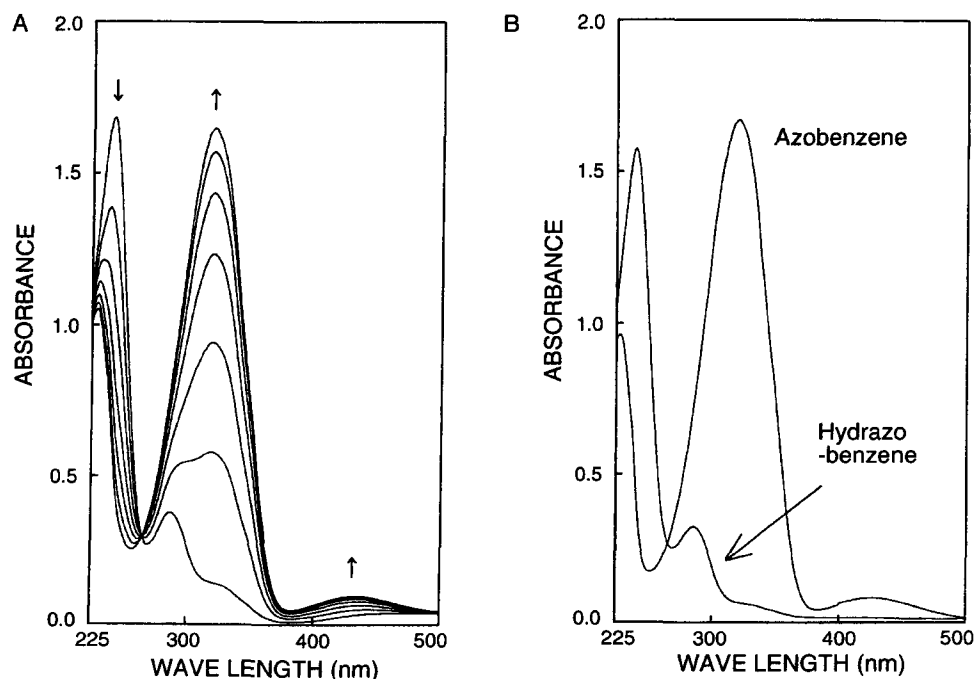 A
2.0
1.5
1.0
0.5
0.0
ABSORBANCE
↓
↑
↑
225
300
400
500
WAVE LENGTH (nm)
B
2.0
1.5
1.0
0.5
0.0
ABSORBANCE
Azobenzene
Hydrazo
-benzene
225
300
400
500
WAVE LENGTH (nm)